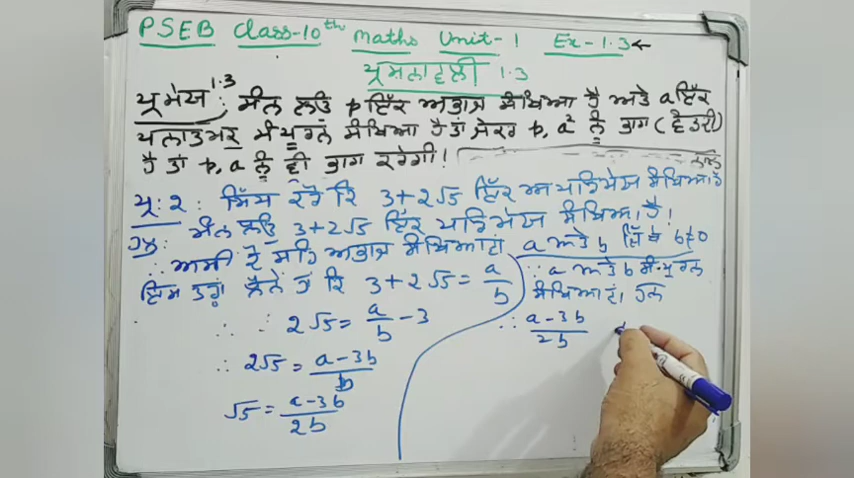 PSEB Class-10th Maths Unit-1 Ex-1.3←
ਪ੍ਰਸ਼ਨਾਵਲੀ 1.3
ਪ੍ਰਮੇਯ 1.3 : ਮੰਨ ਲਓ p ਇੱਕ ਅਭਾਜ ਸੰਖਿਆ ਹੈ ਅਤੇ a ਇੱਕ
ਧਨਾਤਮਕ ਸੰਪੂਰਨ ਸੰਖਿਆ ਹੈ ਤਾਂ ਜੇਕਰ p, a² ਨੂੰ ਭਾਗ (ਵੰਡਦੀ)
ਹੈ ਤਾਂ p, a ਨੂੰ ਵੀ ਭਾਗ ਕਰੇਗੀ!
ਪ੍ਰ: 2: ਸਿੱਧ ਕਰੋ ਕਿ 3+2√5 ਇੱਕ ਅਪਰਿਮੇਯ ਸੰਖਿਆ ਹੈ
ਹੱਲ: ਮੰਨ ਲਓ 3+2√5 ਇੱਕ ਪਰਿਮੇਯ ਸੰਖਿਆ ਹੈ!
∴ ਅਸੀਂ ਦੋ ਸਹਿ ਅਭਾਜ ਸੰਖਿਆਵਾਂ a ਅਤੇ b ਜਿੱਥੇ b≠0
ਇਸ ਤਰ੍ਹਾਂ ਲੈਂਦੇ ਹਾਂ ਕਿ 3+2√5 = a/b
∴ 2√5 = a/b - 3
∴ 2√5 = (a-3b)/b
√5 = (a-3b)/2b
∵ a ਅਤੇ b ਸੰਪੂਰਨ
ਸੰਖਿਆਵਾਂ ਹਨ
∴ (a-3b)/2b